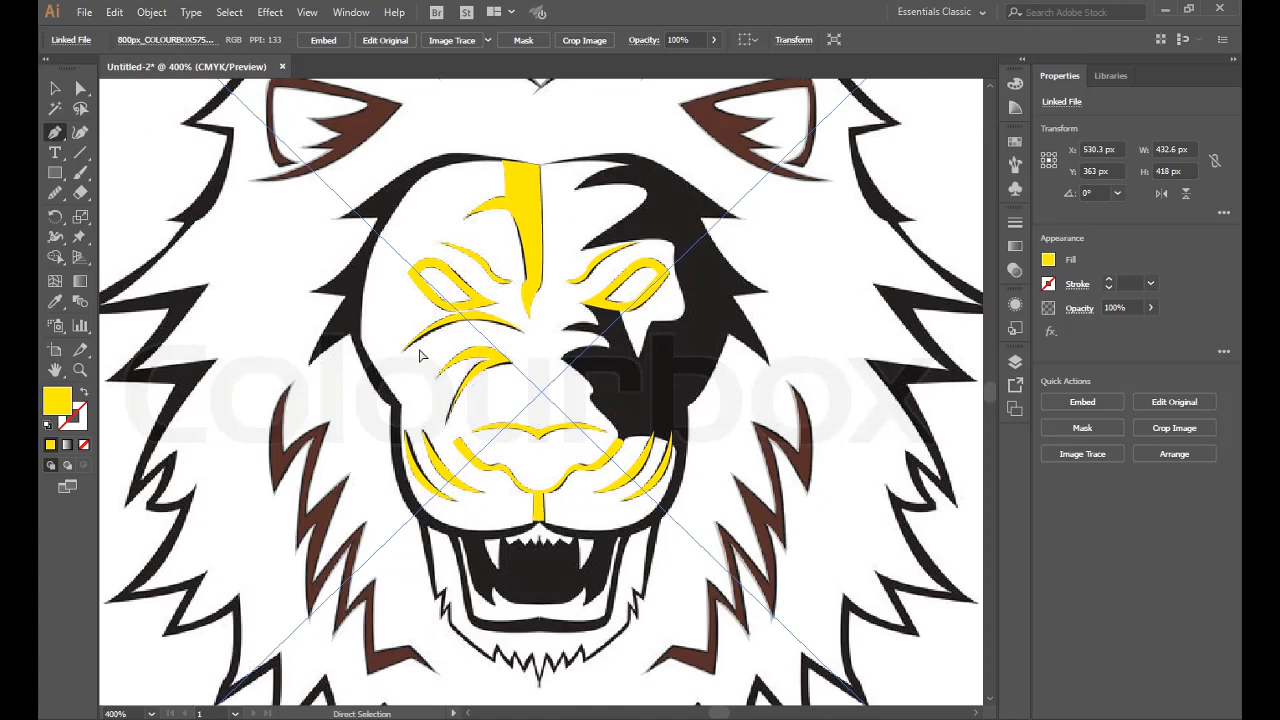 Ai File Edit Object Type Select Effect View Window Help Br St Essentials Classic Search Adobe Stock
Linked File 800px_COLOURBOX575... RGB PPI: 133 Embed Edit Original Image Trace Mask Crop Image Opacity: 100% Transform
Untitled-2* @ 400% (CMYK/Preview)
Properties Libraries
Linked File
Transform
X: 530.3 px W: 432.6 px
Y: 363 px H: 418 px
0°
Appearance
Fill
Stroke
Opacity 100%
fx.
Quick Actions
Embed Edit Original
Mask Crop Image
Image Trace Arrange
Colourbox
400% 1 Direct Selection